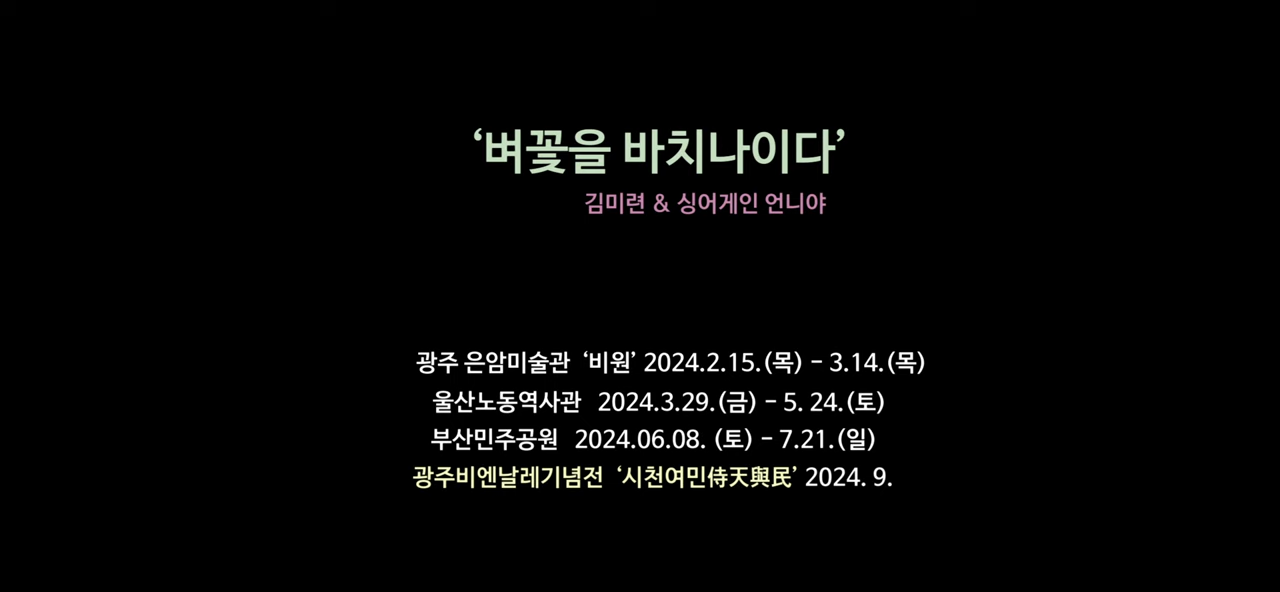 ‘벼꽃을 바치나이다’
김미련 & 싱어게인 언니야
광주 은암미술관 ‘비원’ 2024.2.15.(목) - 3.14.(목)
울산노동역사관 2024.3.29.(금) - 5. 24.(토)
부산민주공원 2024.06.08. (토) - 7.21.(일)
광주비엔날레기념전 ‘시천여민侍天與民’ 2024. 9.